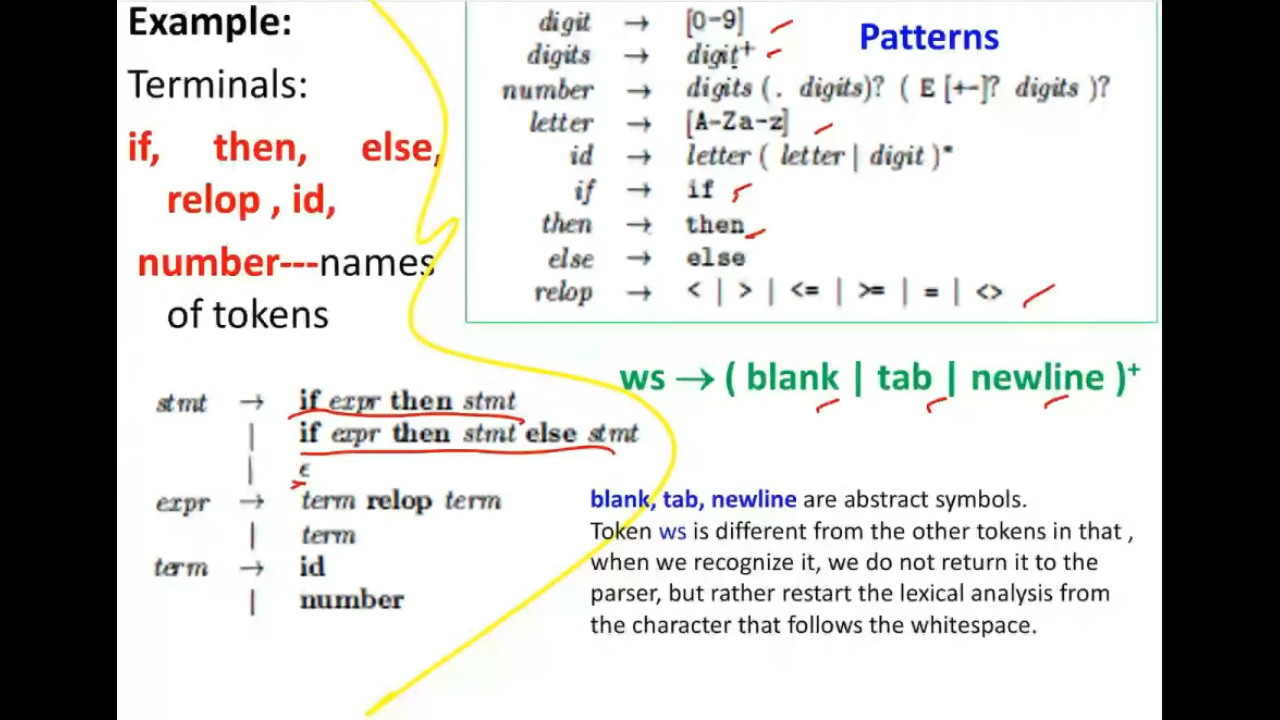 Example:
Terminals:
if, then, else,
relop , id,
number---names
of tokens
stmt → if expr then stmt
| if expr then stmt else stmt
| ϵ
expr → term relop term
| term
term → id
| number
Patterns
digit → [0-9]
digits → digit+
number → digits (. digits)? ( E [+-]? digits )?
letter → [A-Za-z]
id → letter ( letter | digit )*
if → if
then → then
else → else
relop → < | > | <= | >= | = | <>
ws → ( blank | tab | newline )+
blank, tab, newline are abstract symbols.
Token ws is different from the other tokens in that ,
when we recognize it, we do not return it to the
parser, but rather restart the lexical analysis from
the character that follows the whitespace.